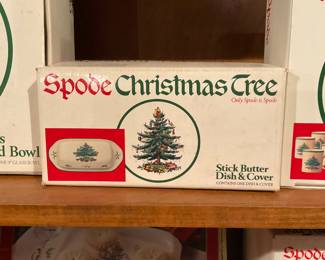 Spode Christmas Tree
Only Spode is Spode
Stick Butter
Dish & Cover
CONTAINS ONE DISH & COVER
Bowl
Spode